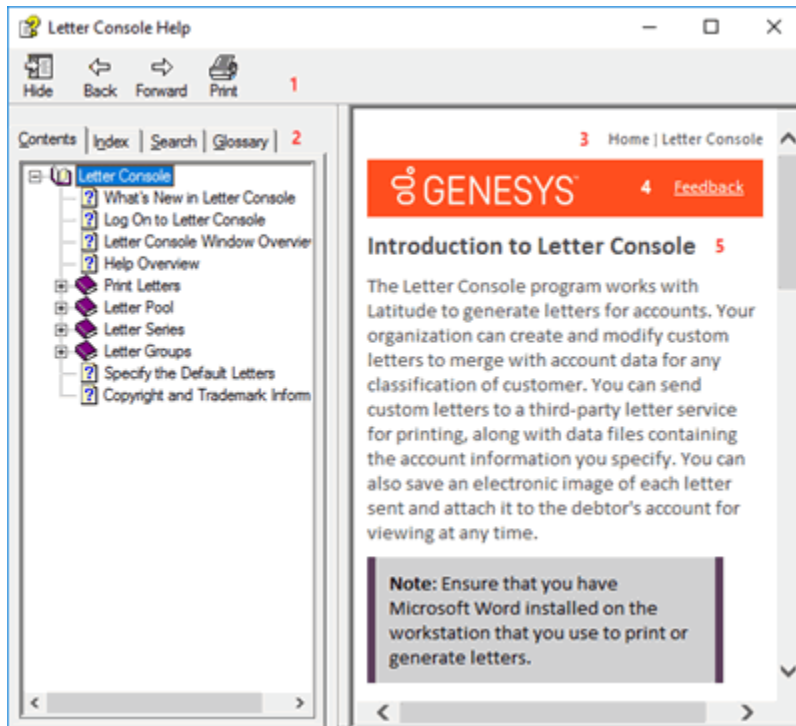 Letter Console Help
Hide Back Forward Print 1
Contents Index Search Glossary 2
Letter Console
What's New in Letter Console
Log On to Letter Console
Letter Console Window Overview
Help Overview
Print Letters
Letter Pool
Letter Series
Letter Groups
Specify the Default Letters
Copyright and Trademark Inform
3 Home | Letter Console
GENESYS™ 4 Feedback
Introduction to Letter Console 5
The Letter Console program works with
Latitude to generate letters for accounts. Your
organization can create and modify custom
letters to merge with account data for any
classification of customer. You can send
custom letters to a third-party letter service
for printing, along with data files containing
the account information you specify. You can
also save an electronic image of each letter
sent and attach it to the debtor's account for
viewing at any time.
Note: Ensure that you have
Microsoft Word installed on the
workstation that you use to print or
generate letters.